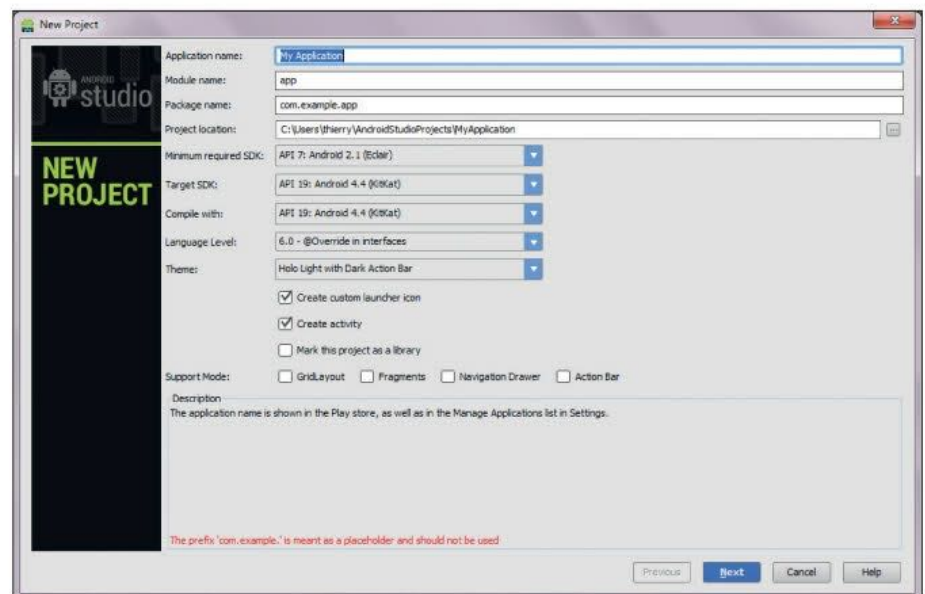 New Project
ANDROID
studio
NEW
PROJECT
Application name: My Application
Module name: app
Package name: com.example.app
Project location: C:\Users\thierry\AndroidStudioProjects\MyApplication
Minimum required SDK: API 7: Android 2.1 (Eclair)
Target SDK: API 19: Android 4.4 (KitKat)
Compile with: API 19: Android 4.4 (KitKat)
Language Level: 6.0 - @Override in interfaces
Theme: Holo Light with Dark Action Bar
Create custom launcher icon
Create activity
Mark this project as a library
Support Mode: GridLayout Fragments Navigation Drawer Action Bar
Description
The application name is shown in the Play store, as well as in the Manage Applications list in Settings.
The prefix 'com.example.' is meant as a placeholder and should not be used
Previous Next Cancel Help